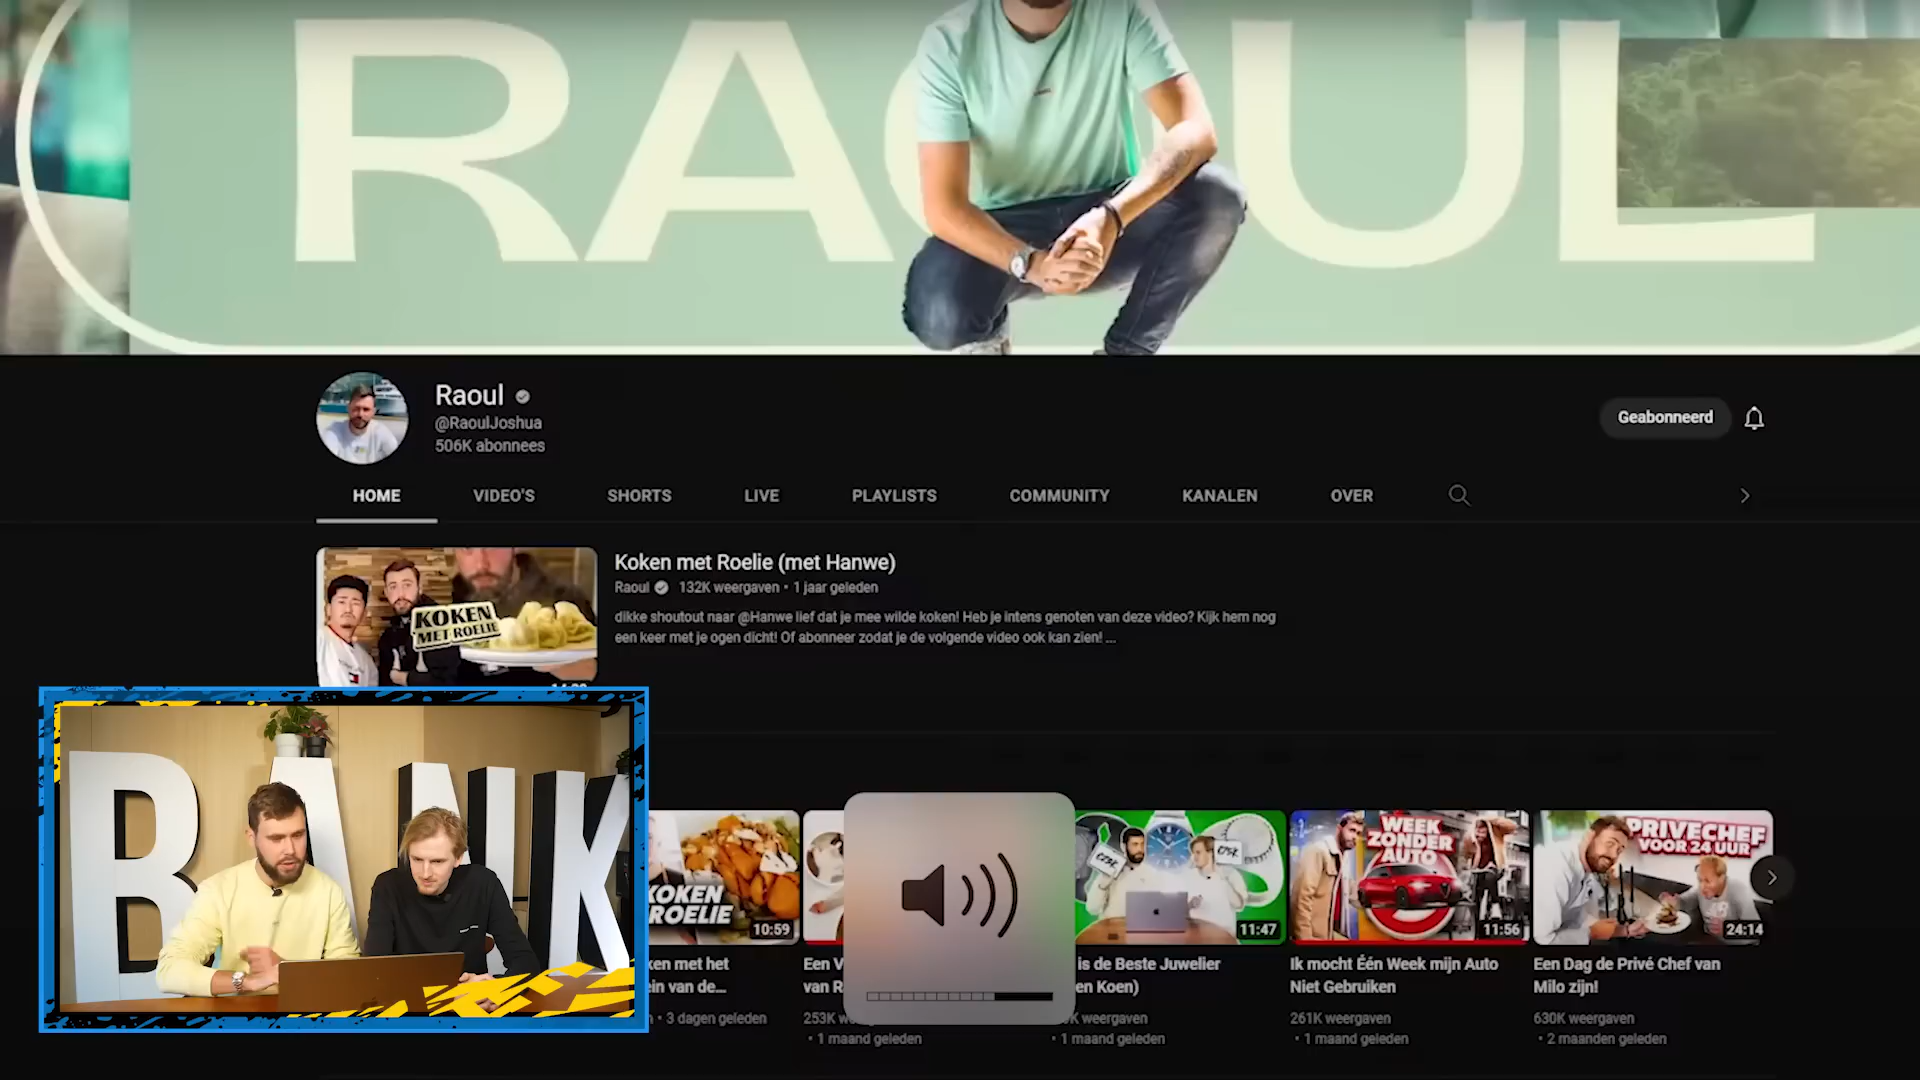 RAOUL
Raoul
@RaoulJoshua
506K abonnees
Geabonneerd
HOME VIDEO'S SHORTS LIVE PLAYLISTS COMMUNITY KANALEN OVER
KOKEN
MET ROELIE
Koken met Roelie (met Hanwe)
Raoul 132K weergaven • 1 jaar geleden
dikke shoutout naar @Hanwe lief dat je mee wilde koken! Heb je intens genoten van deze video? Kijk hem nog
een keer met je ogen dicht! Of abonneer zodat je de volgende video ook kan zien! ...
BANK
KOKEN
ROELIE
10:59
ken met het
ein van de...
• 3 dagen geleden
Een V
van R
253K w
• 1 maand geleden
11:47
is de Beste Juwelier
en Koen)
K weergaven
• 1 maand geleden
WEEK
ZONDER
AUTO
11:56
Ik mocht Één Week mijn Auto
Niet Gebruiken
261K weergaven
• 1 maand geleden
PRIVECHEF
VOOR 24 UUR
24:14
Een Dag de Privé Chef van
Milo zijn!
630K weergaven
• 2 maanden geleden